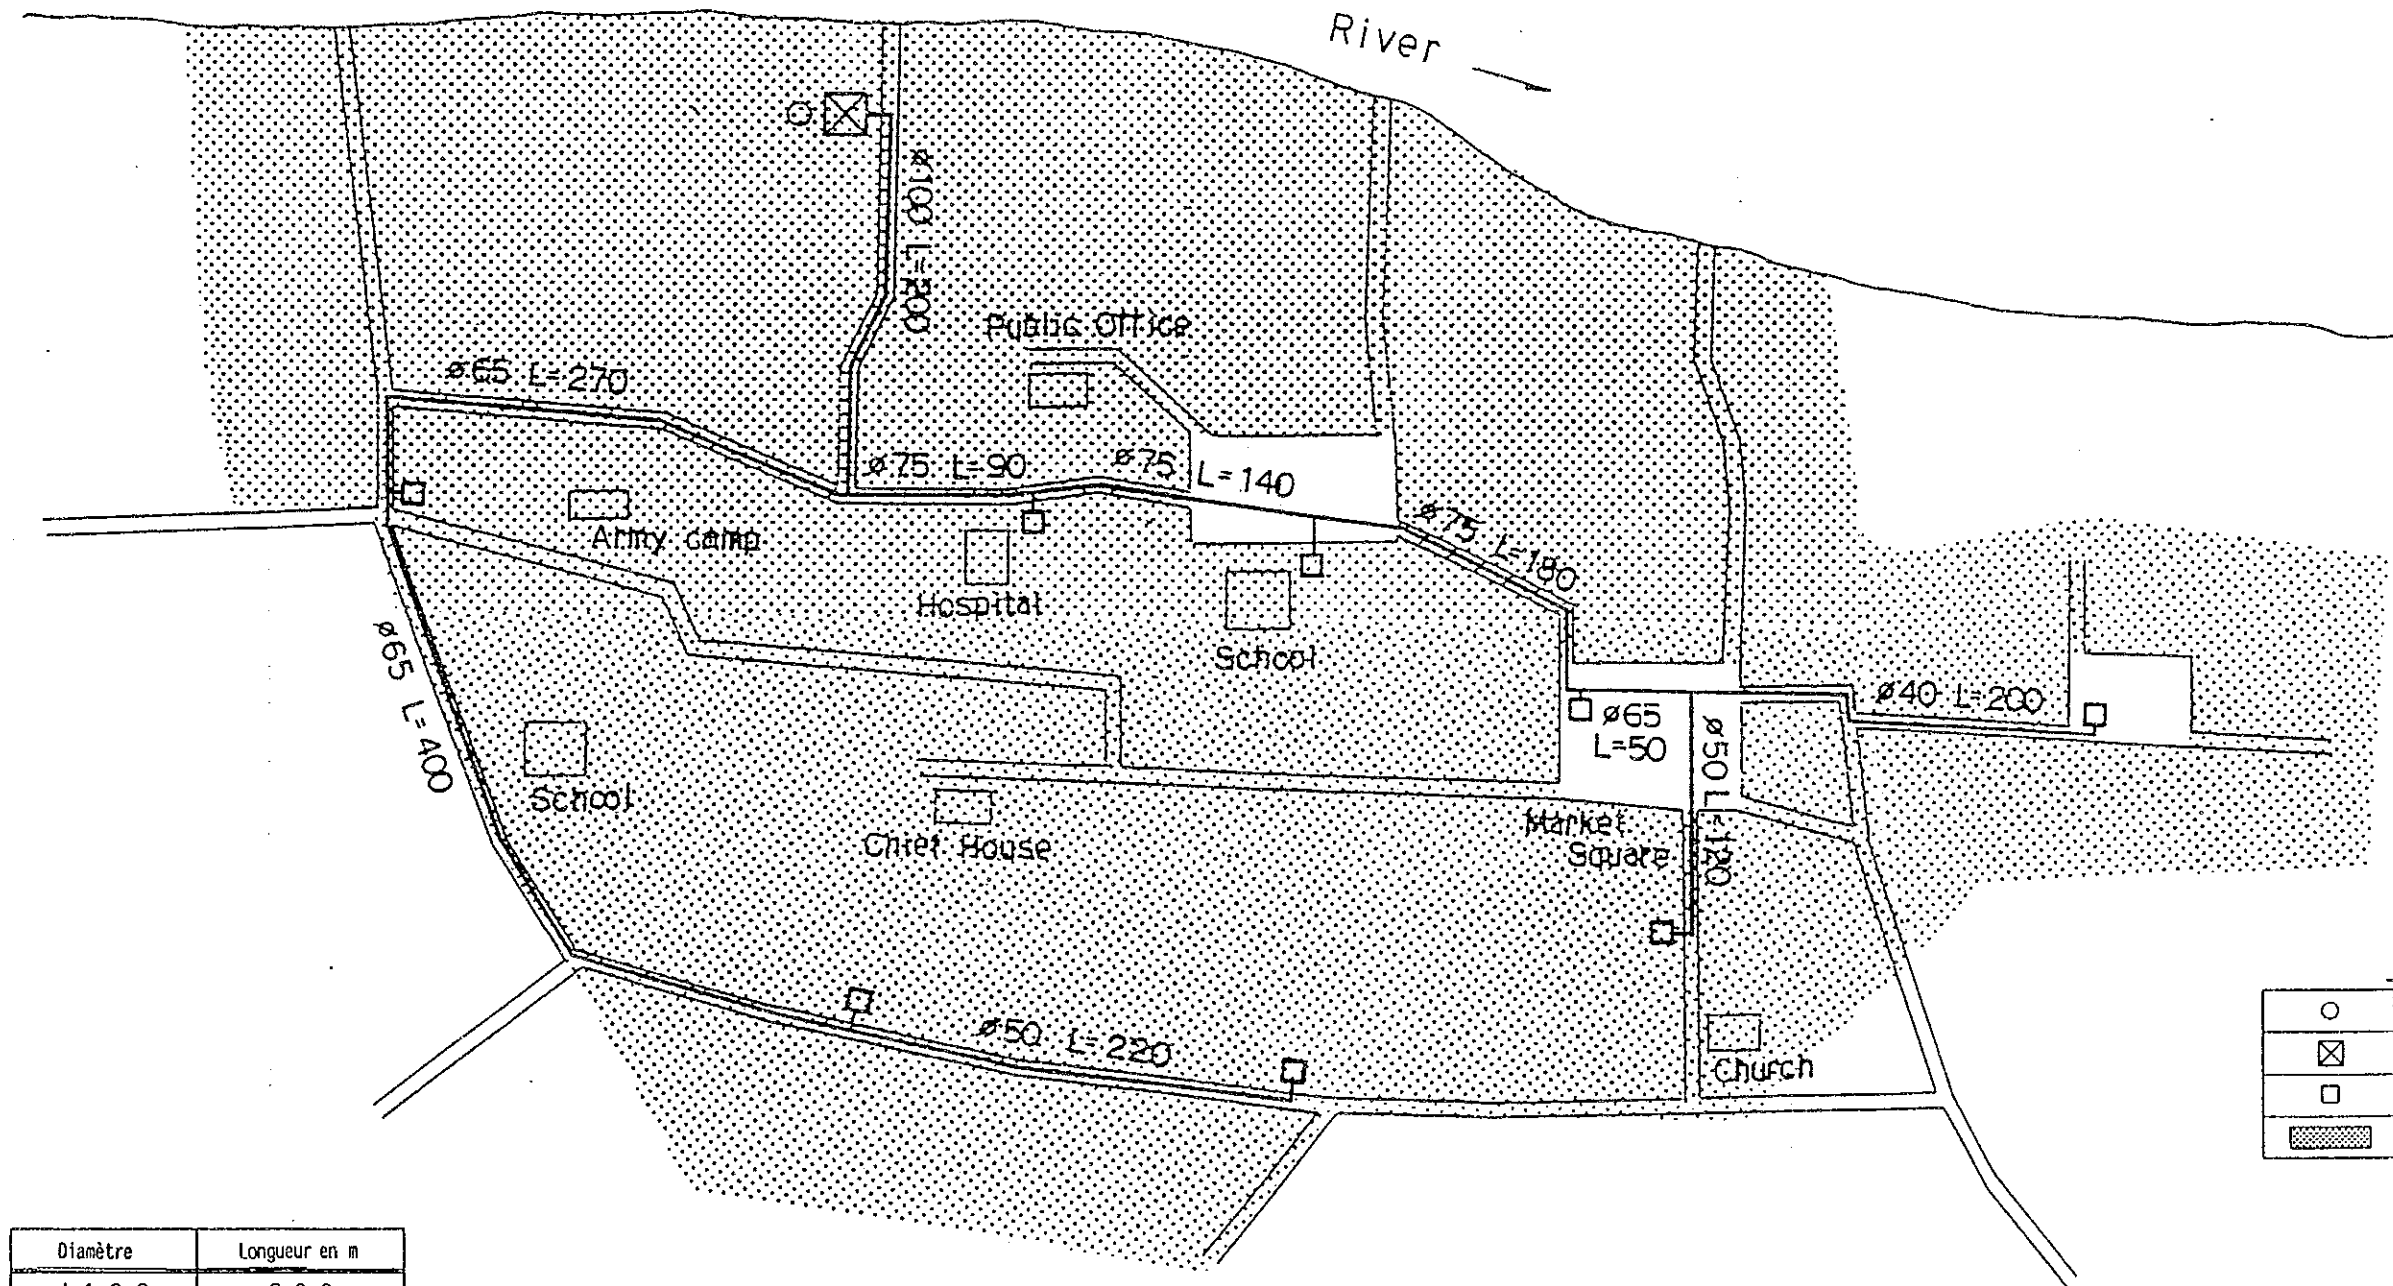 River
ø100 L=200
Public Office
ø65 L=270
ø75 L=90
ø75 L=140
ø75 L=180
Army camp
Hospital
School
ø65 L=400
ø40 L=200
ø65
L=50
ø50 L=120
School
Chief House
Market
Square
ø50 L=220
Church
Diamètre Longueur en m